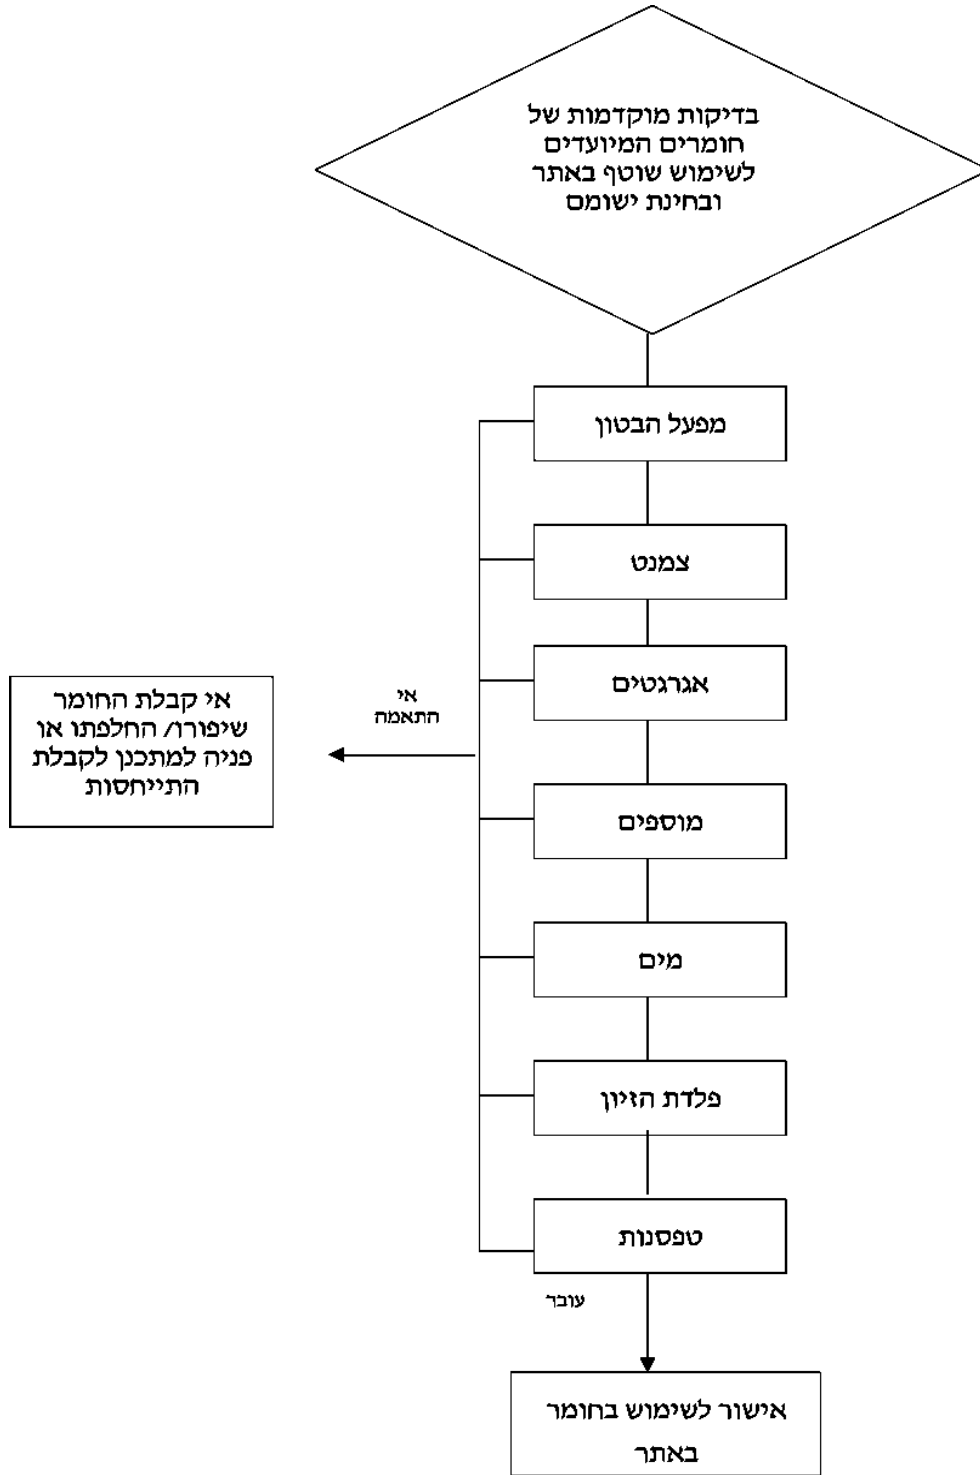 בדיקות מוקדמות של
חומרים המיועדים
לשימוש שוטף באתר
ובחינת ישומם
מפעל הבטון
צמנט
אגרגטים
אי
התאמה
אי קבלת החומר
שיפורו/ החלפתו או
פניה למתכנן לקבלת
התייחסות
מוספים
מים
פלדת הזיון
טפסנות
עובר
אישור לשימוש בחומר
באתר